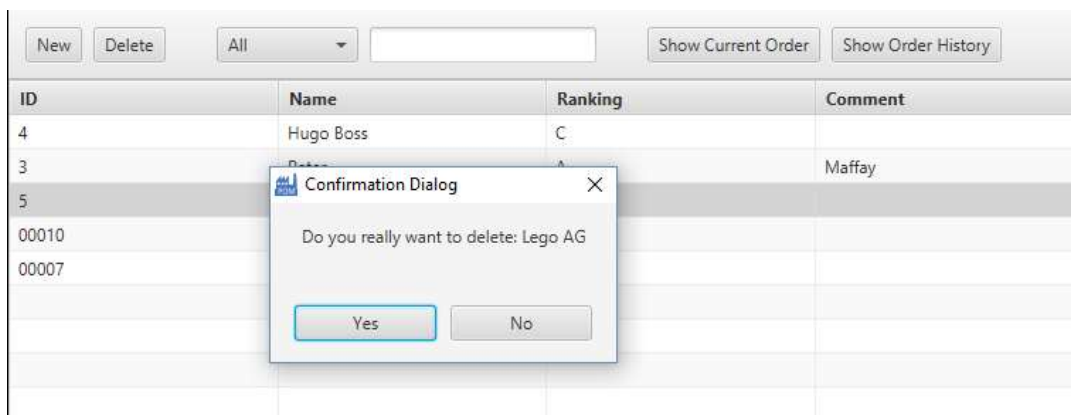 New Delete All Show Current Order Show Order History
ID Name Ranking Comment
4 Hugo Boss C
3 Maffay
5
00010
00007
Confirmation Dialog
Do you really want to delete: Lego AG
Yes No